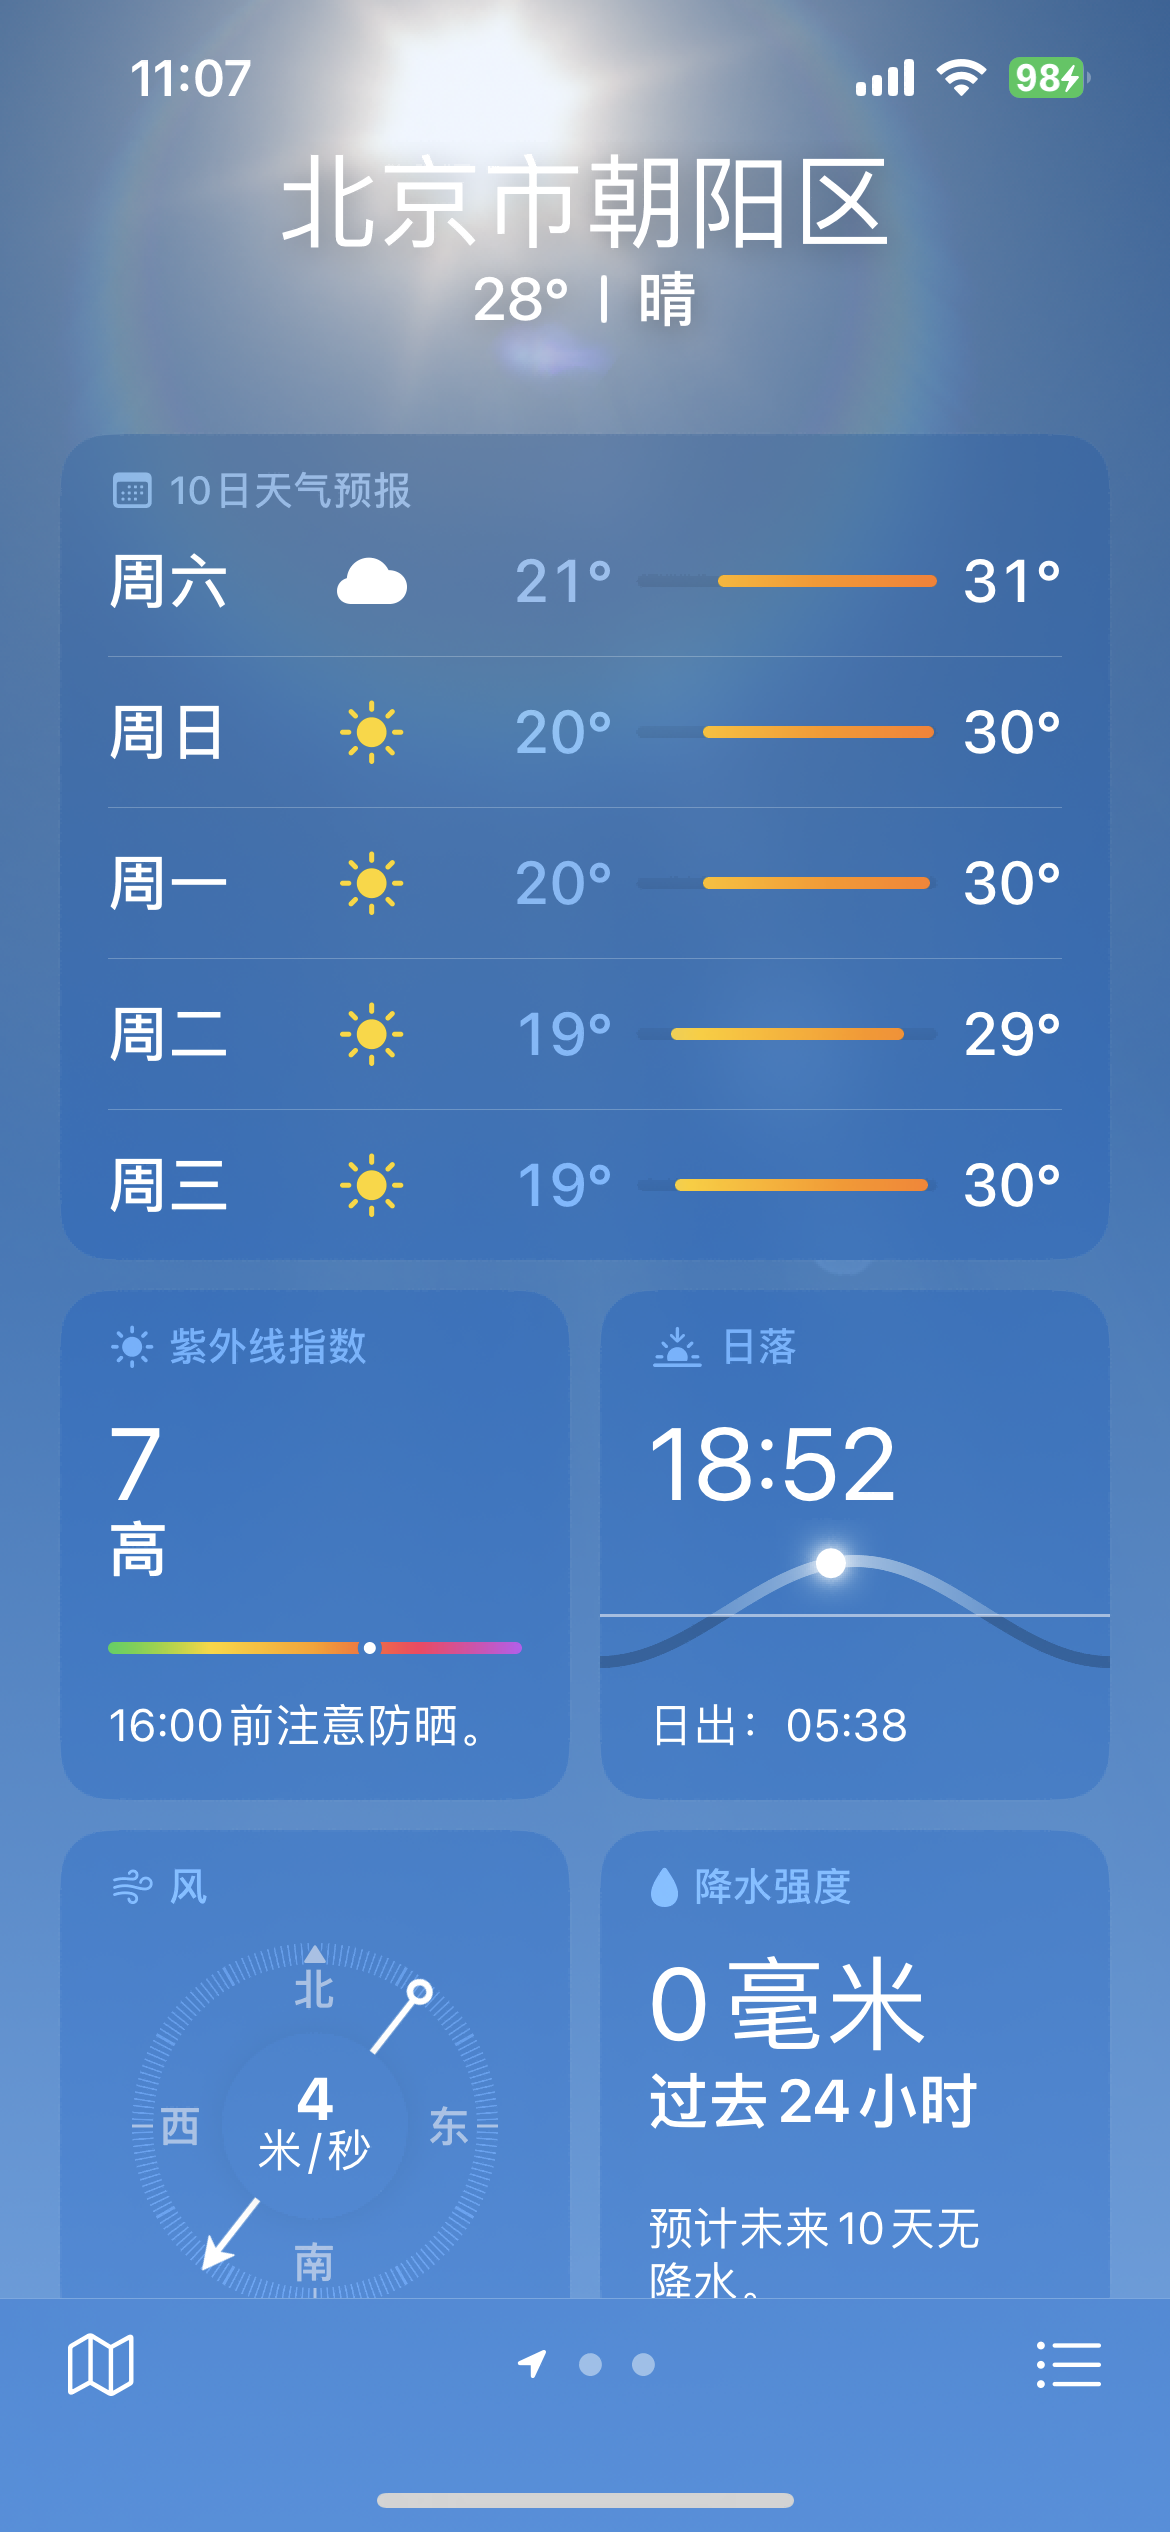 11:07
98
北京市朝阳区
28° | 晴
10日天气预报
周六 21° 31°
周日 20° 30°
周一 20° 30°
周二 19° 29°
周三 19° 30°
紫外线指数
7
高
16:00前注意防晒。
日落
18:52
日出：05:38
风
北
西
东
南
4
米/秒
降水强度
0毫米
过去24小时
预计未来10天无
降水。